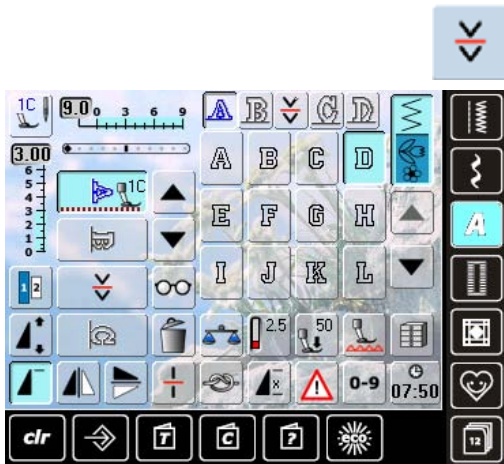 1C 9.0 0 3 6 9 A B C D
3.00 A B C D
6
5
4
3
2
1
0
A 1C
E F G H A
B
I J K L
1 2
C 2.5 50
x 0-9 07:50
clr T C ? eco 12